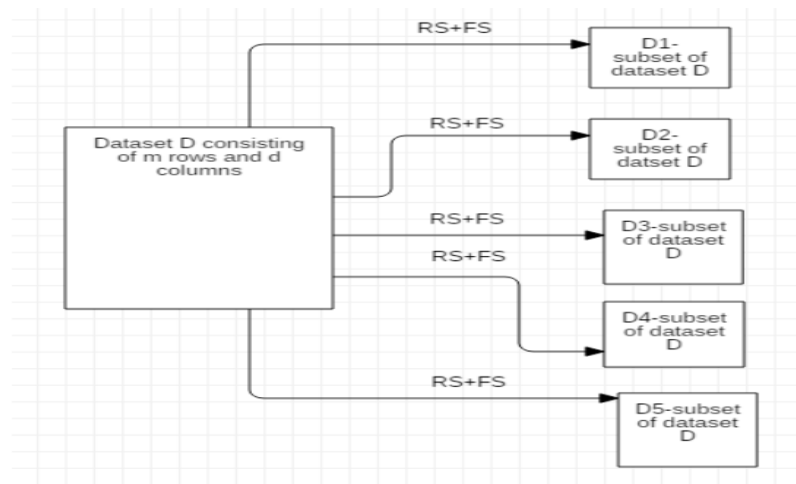 RS+FS
D1-
subset of
dataset D
Dataset D consisting
of m rows and d
columns
RS+FS
D2-
subset of
datset D
RS+FS
D3-subset
of dataset
D
RS+FS
D4-subset
of dataset
D
RS+FS
D5-subset
of dataset
D